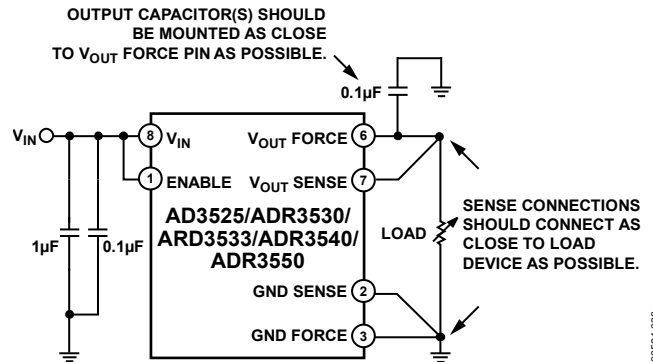 OUTPUT CAPACITOR(S) SHOULD
BE MOUNTED AS CLOSE
TO VOUT FORCE PIN AS POSSIBLE.
0.1µF
VIN
8 VIN
VOUT FORCE 6
1 ENABLE
VOUT SENSE 7
AD3525/ADR3530/
ARD3533/ADR3540/
ADR3550
1µF
0.1µF
LOAD
SENSE CONNECTIONS
SHOULD CONNECT AS
CLOSE TO LOAD
DEVICE AS POSSIBLE.
GND SENSE 2
GND FORCE 3